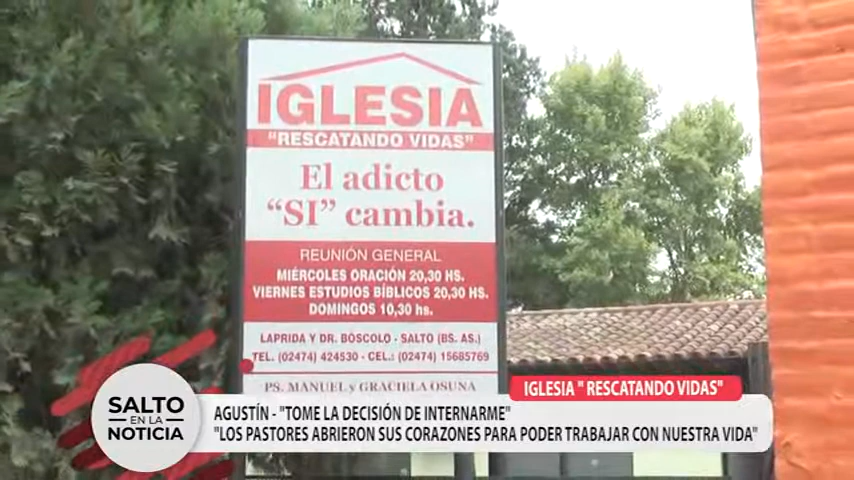 IGLESIA
"RESCATANDO VIDAS"
El adicto
"SI" cambia.
REUNIÓN GENERAL
MIÉRCOLES ORACIÓN 20,30 HS.
VIERNES ESTUDIOS BÍBLICOS 20,30 HS.
DOMINGOS 10,30 hs.
LAPRIDA Y DR. BOSCOLO - SALTO (BS. AS.)
TEL. (02474) 424530 - CEL.: (02474) 15685769
PS. MANUEL y GRACIELA OSUNA
IGLESIA " RESCATANDO VIDAS"
SALTO
EN LA
NOTICIA
AGUSTÍN - "TOME LA DECISIÓN DE INTERNARME"
"LOS PASTORES ABRIERON SUS CORAZONES PARA PODER TRABAJAR CON NUESTRA VIDA"